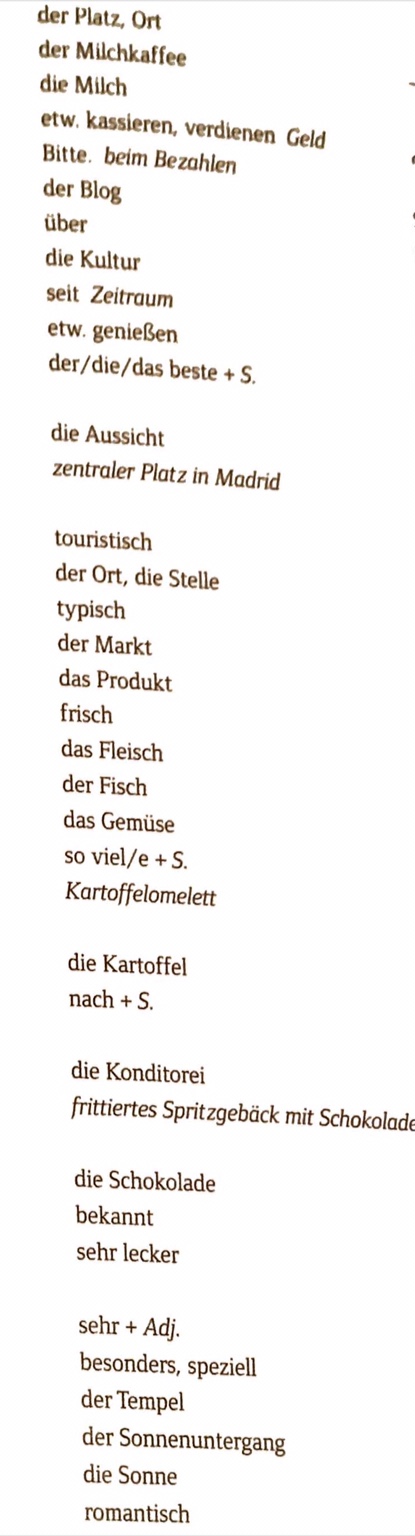 der Platz, Ort
der Milchkaffee
die Milch
etw. kassieren, verdienen Geld
Bitte. beim Bezahlen
der Blog
über
die Kultur
seit Zeitraum
etw. genießen
der/die/das beste + S.
die Aussicht
zentraler Platz in Madrid
touristisch
der Ort, die Stelle
typisch
der Markt
das Produkt
frisch
das Fleisch
der Fisch
das Gemüse
so viel/e + S.
Kartoffelomelett
die Kartoffel
nach + S.
die Konditorei
frittiertes Spritzgebäck mit Schokolade
die Schokolade
bekannt
sehr lecker
sehr + Adj.
besonders, speziell
der Tempel
der Sonnenuntergang
die Sonne
romantisch